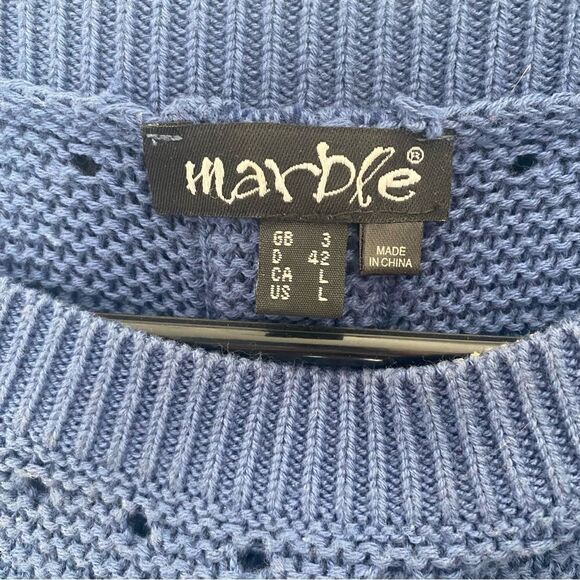 marble®
GB 3
D 42
CA L
US L
MADE
IN CHINA